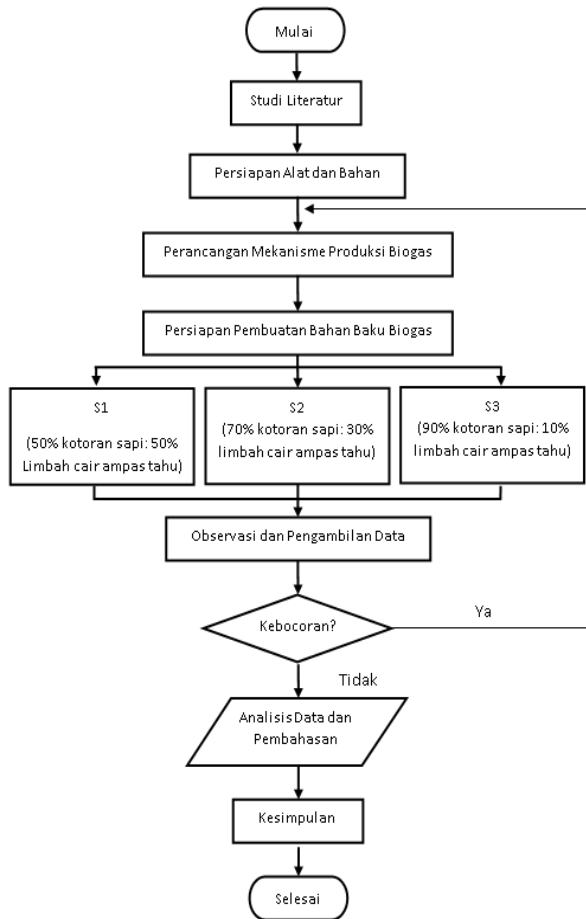 Mulai
Studi Literatur
Persiapan Alat dan Bahan
Perancangan Mekanisme Produksi Biogas
Persiapan Pembuatan Bahan Baku Biogas
S1
(50% kotoran sapi: 50%
Limbah cair ampas tahu)
S2
(70% kotoran sapi: 30%
limbah cair ampas tahu)
S3
(90% kotoran sapi: 10%
limbah cair ampas tahu)
Observasi dan Pengambilan Data
Kebocoran?
Ya
Tidak
Analisis Data dan
Pembahasan
Kesimpulan
Selesai